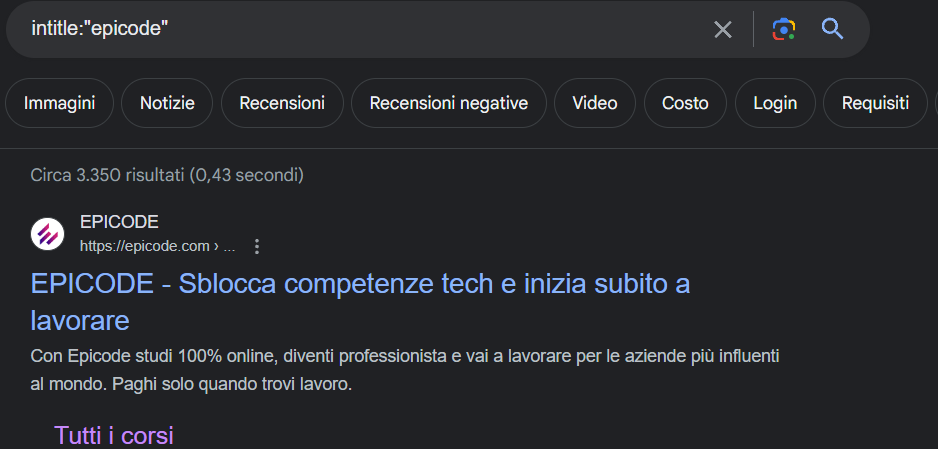 intitle:"epicode"
Immagini Notizie Recensioni Recensioni negative Video Costo Login Requisiti
Circa 3.350 risultati (0,43 secondi)
EPICODE
https://epicode.com › ...
EPICODE - Sblocca competenze tech e inizia subito a
lavorare
Con Epicode studi 100% online, diventi professionista e vai a lavorare per le aziende più influenti
al mondo. Paghi solo quando trovi lavoro.
Tutti i corsi